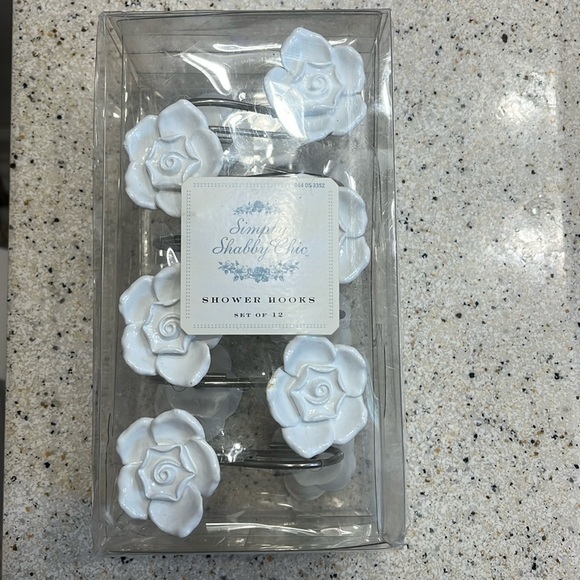 Simply
Shabby Chic
SHOWER HOOKS
SET OF 12